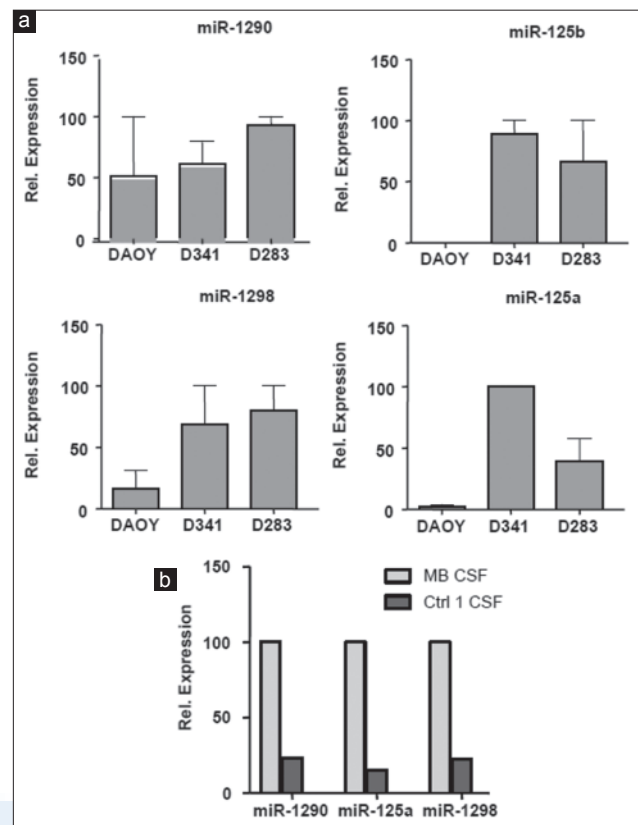 a
miR-1290
Rel. Expression
150
100
50
0
DAOY D341 D283
miR-125b
Rel. Expression
150
100
50
0
DAOY D341 D283
miR-1298
Rel. Expression
150
100
50
0
DAOY D341 D283
miR-125a
Rel. Expression
150
100
50
0
DAOY D341 D283
b
Rel. Expression
150
100
50
0
MB CSF
Ctrl 1 CSF
miR-1290 miR-125a miR-1298